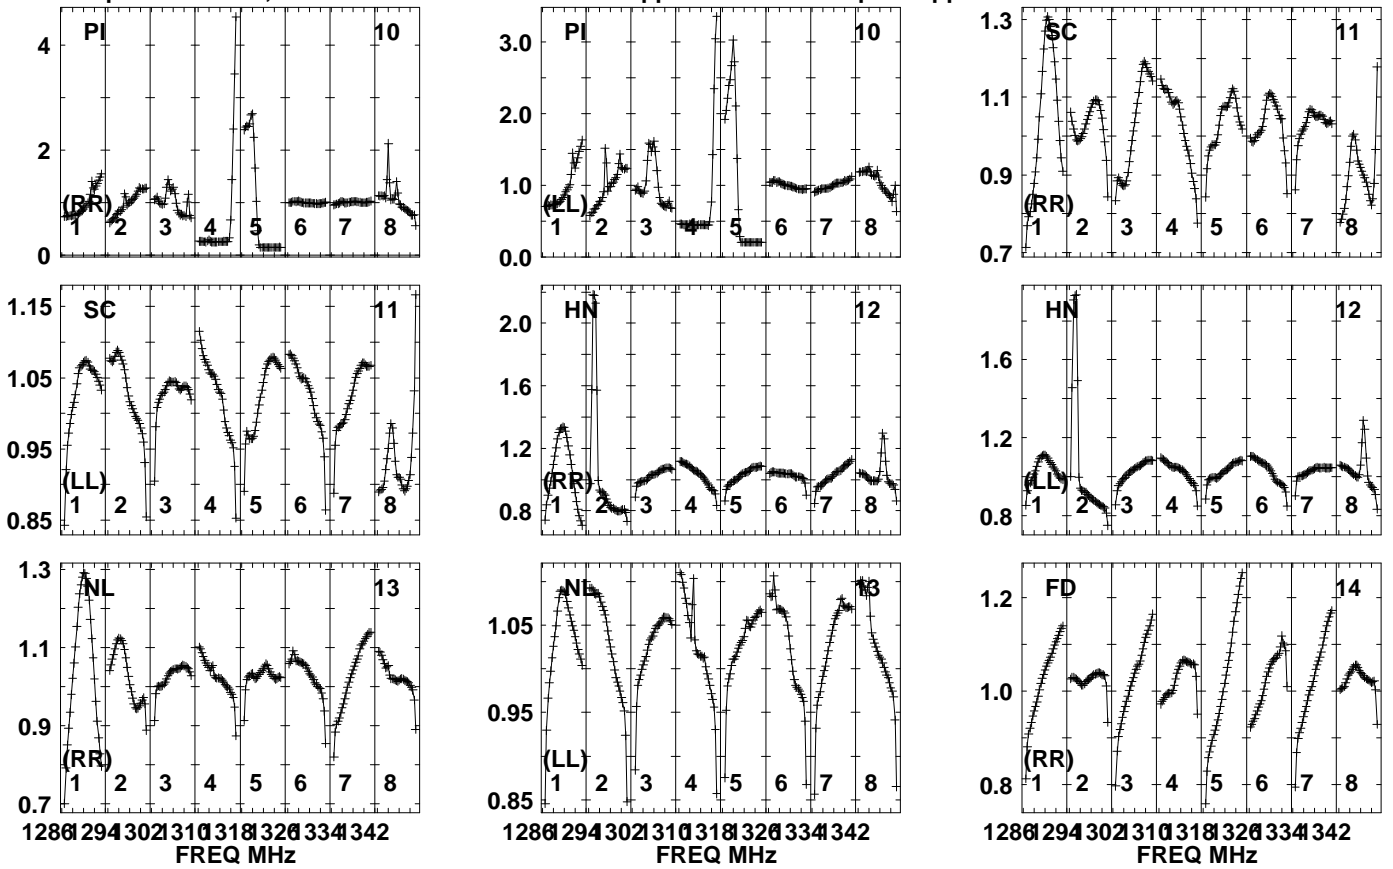 PI 10
4
2
0
(RR)
1 2 3 4 5 6 7 8
PI 10
3.0
2.0
1.0
0.0
(LL)
1 2 3 4 5 6 7 8
SC 11
1.3
1.1
0.9
0.7
(RR)
1 2 3 4 5 6 7 8
SC 11
1.15
1.05
0.95
0.85
(LL)
1 2 3 4 5 6 7 8
HN 12
2.0
1.6
1.2
0.8
(RR)
1 2 3 4 5 6 7 8
HN 12
1.6
1.2
0.8
(LL)
1 2 3 4 5 6 7 8
NL 13
1.3
1.1
0.9
0.7
(RR)
1 2 3 4 5 6 7 8
1286 1294 1302 1310 1318 1326 1334 1342
FREQ MHz
NL 13
1.05
0.95
0.85
(LL)
1 2 3 4 5 6 7 8
1286 1294 1302 1310 1318 1326 1334 1342
FREQ MHz
FD 14
1.2
1.0
0.8
(RR)
1 2 3 4 5 6 7 8
1286 1294 1302 1310 1318 1326 1334 1342
FREQ MHz